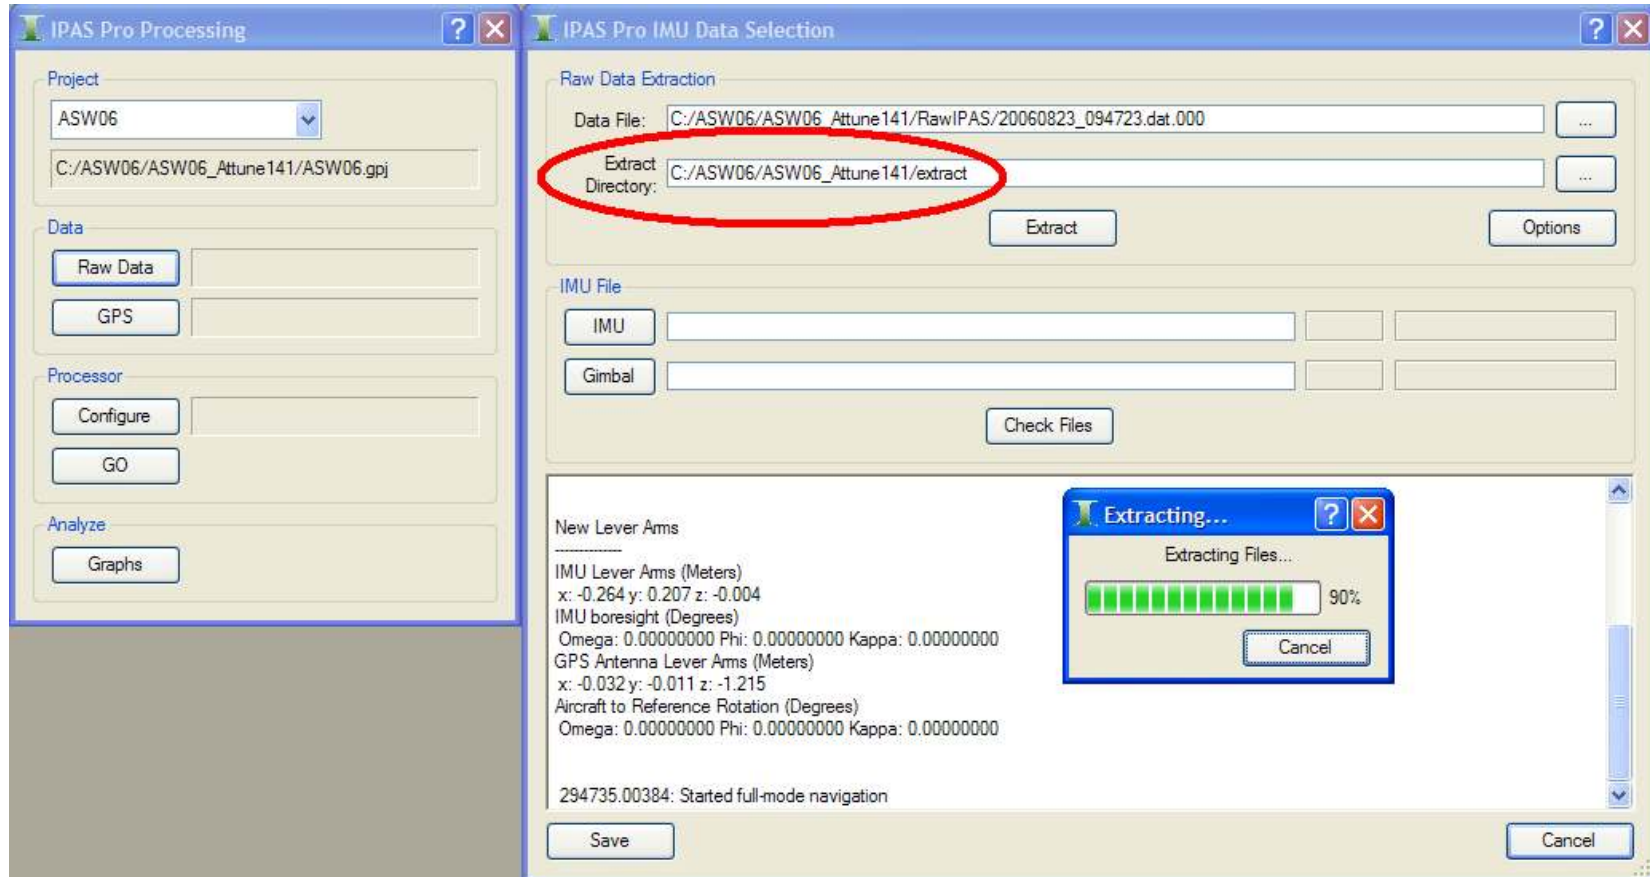 IPAS Pro Processing
Project
ASW06
C:/ASW06/ASW06_Attune141/ASW06.gpj
Data
Raw Data
GPS
Processor
Configure
GO
Analyze
Graphs
IPAS Pro IMU Data Selection
Raw Data Extraction
Data File: C:/ASW06/ASW06_Attune141/RawIPAS/20060823_094723.dat.000 ...
Extract
Directory: C:/ASW06/ASW06_Attune141/extract ...
Extract Options
IMU File
IMU
Gimbal
Check Files
New Lever Arms
--------------
IMU Lever Arms (Meters)
x: -0.264 y: 0.207 z: -0.004
IMU boresight (Degrees)
Omega: 0.00000000 Phi: 0.00000000 Kappa: 0.00000000
GPS Antenna Lever Arms (Meters)
x: -0.032 y: -0.011 z: -1.215
Aircraft to Reference Rotation (Degrees)
Omega: 0.00000000 Phi: 0.00000000 Kappa: 0.00000000
294735.00384: Started full-mode navigation
Extracting...
Extracting Files...
90%
Cancel
Save Cancel